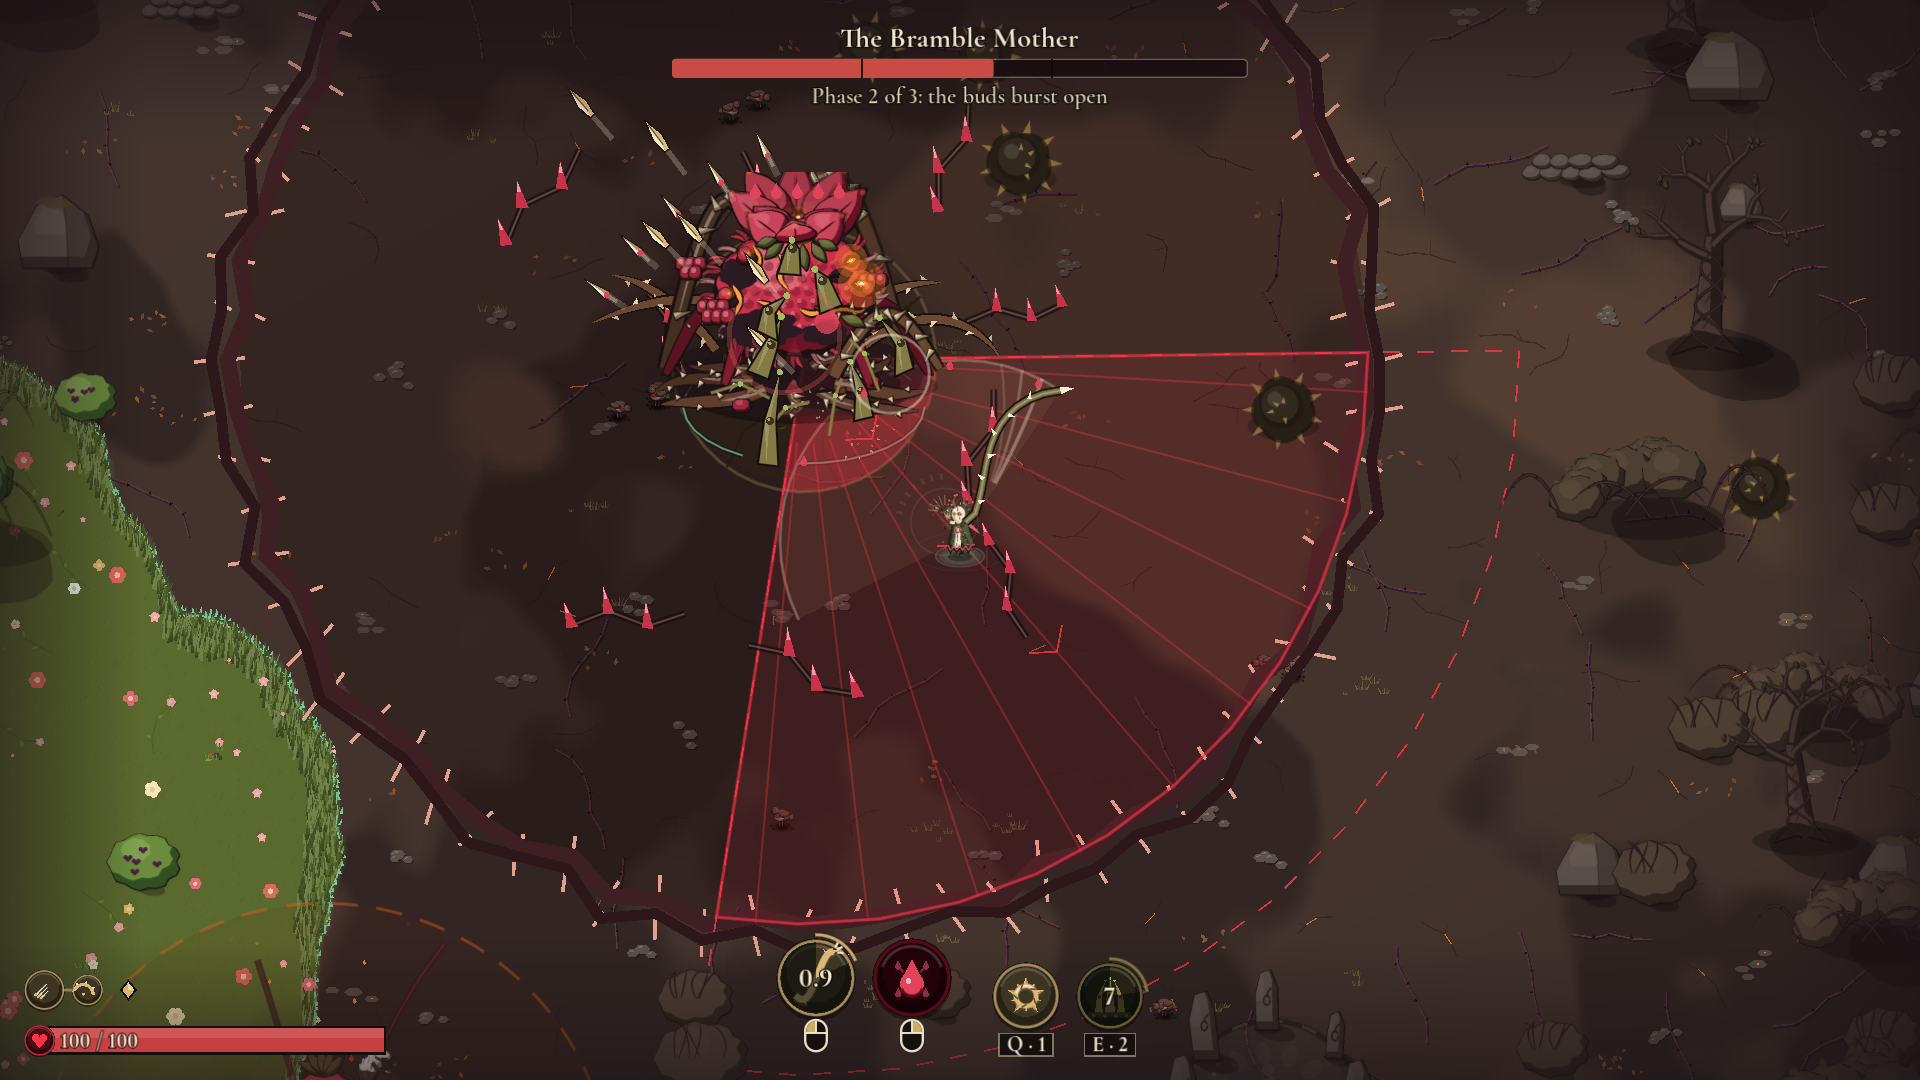 The Bramble Mother
Phase 2 of 3: the buds burst open
0.9
7
Q · 1
E · 2
100 / 100